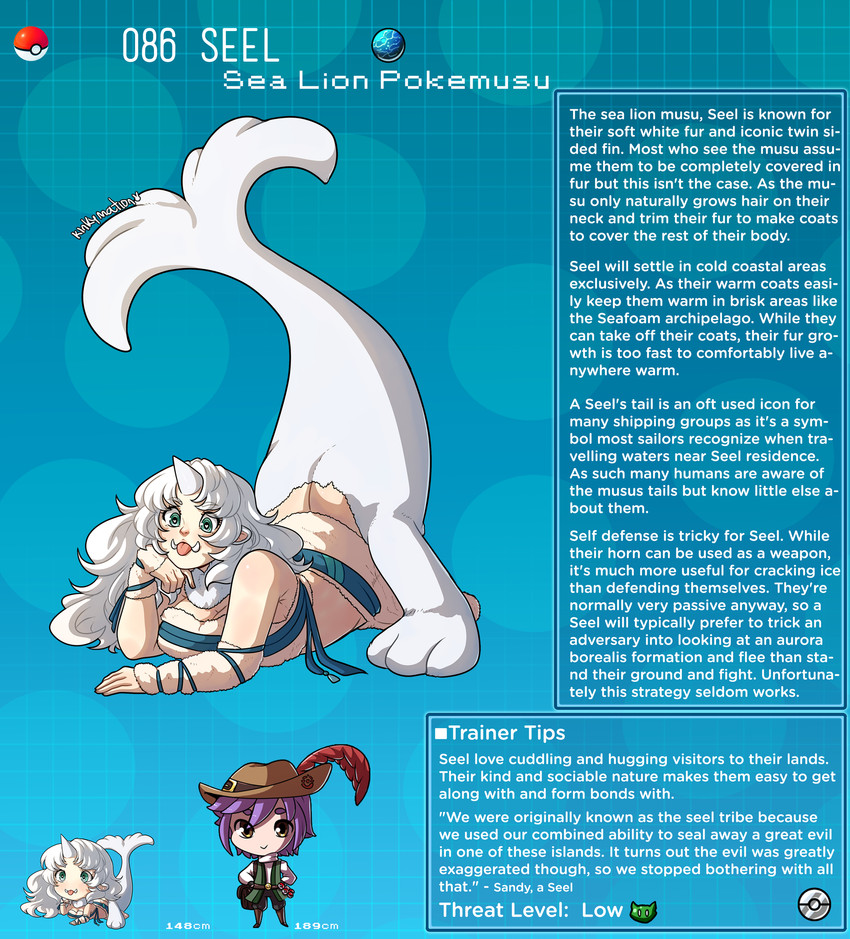 086 SEEL
Sea Lion Pokemusu
The sea lion musu, Seel is known for
their soft white fur and iconic twin si-
ded fin. Most who see the musu assu-
me them to be completely covered in
fur but this isn't the case. As the mu-
su only naturally grows hair on their
neck and trim their fur to make coats
to cover the rest of their body.
Seel will settle in cold coastal areas
exclusively. As their warm coats easi-
ly keep them warm in brisk areas like
the Seafoam archipelago. While they
can take off their coats, their fur gro-
wth is too fast to comfortably live a-
nywhere warm.
A Seel's tail is an oft used icon for
many shipping groups as it's a sym-
bol most sailors recognize when tra-
velling waters near Seel residence.
As such many humans are aware of
the musus tails but know little else a-
bout them.
Self defense is tricky for Seel. While
their horn can be used as a weapon,
it's much more useful for cracking ice
than defending themselves. They're
normally very passive anyway, so a
Seel will typically prefer to trick an
adversary into looking at an aurora
borealis formation and flee than sta-
nd their ground and fight. Unfortuna-
tely this strategy seldom works.
kinkymation
Trainer Tips
Seel love cuddling and hugging visitors to their lands.
Their kind and sociable nature makes them easy to get
along with and form bonds with.
"We were originally known as the seel tribe because
we used our combined ability to seal away a great evil
in one of these islands. It turns out the evil was greatly
exaggerated though, so we stopped bothering with all
that." - Sandy, a Seel
Threat Level: Low
148cm
189cm